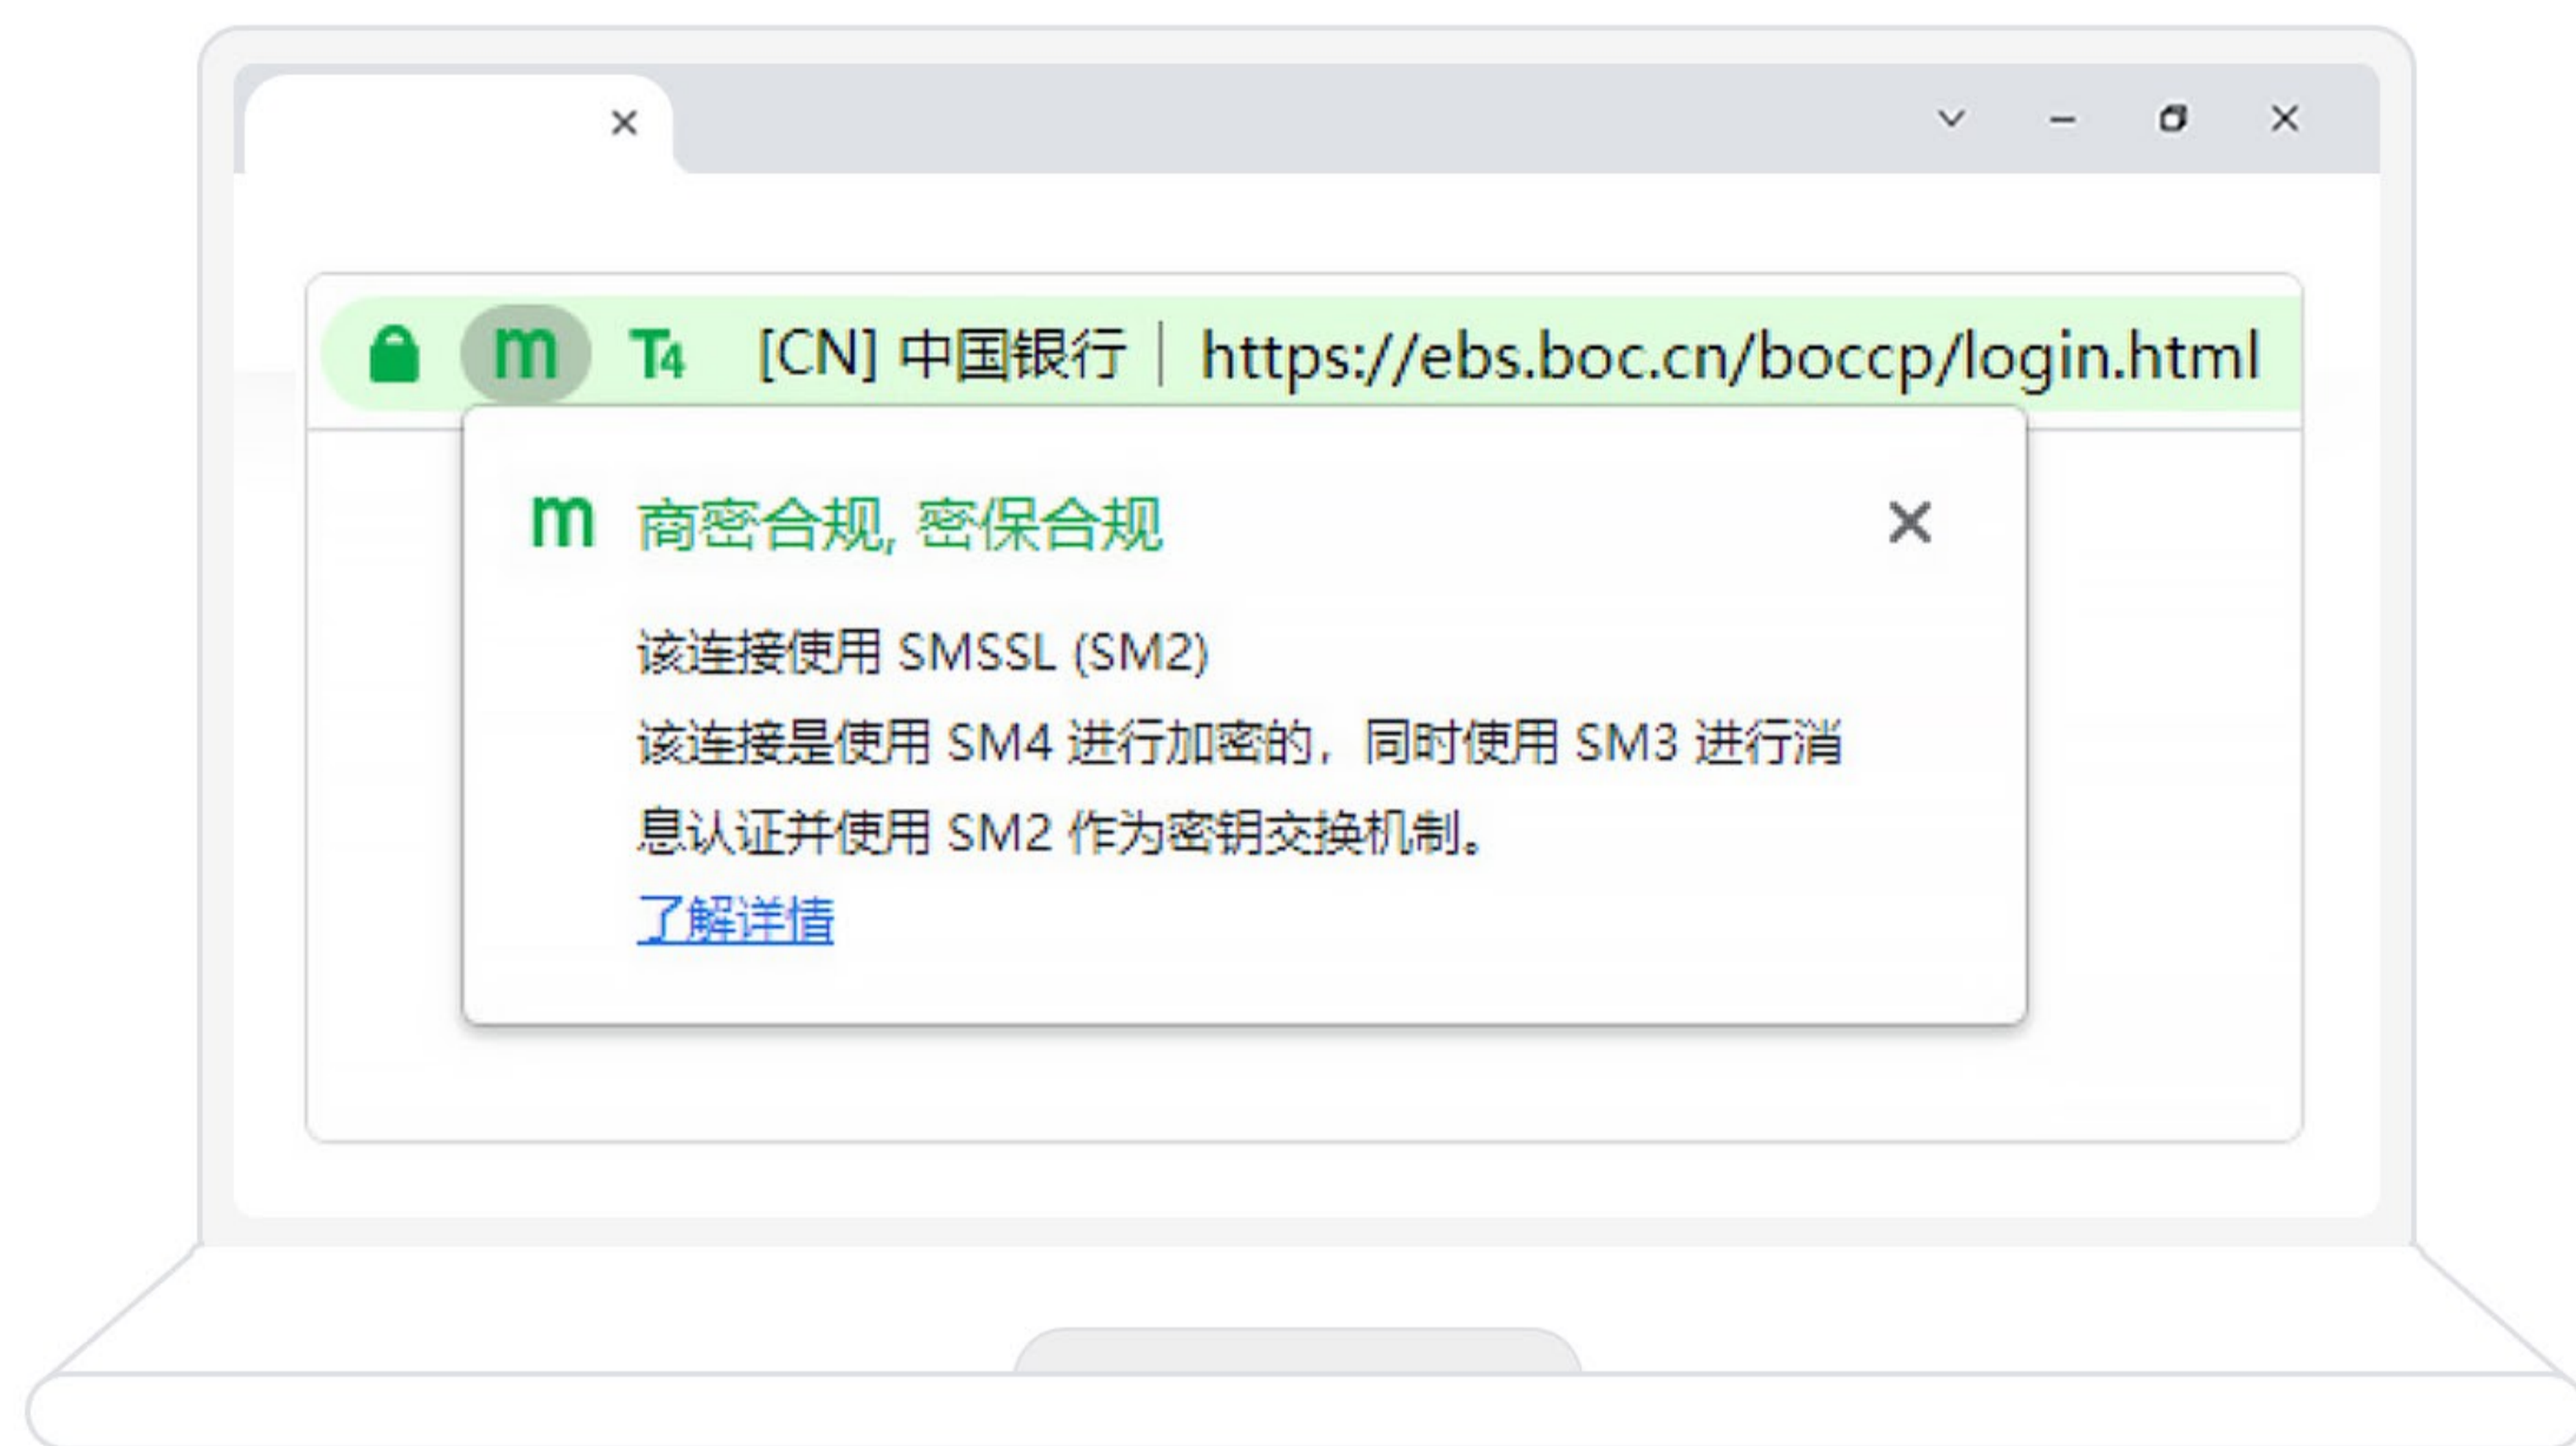 m T4 [CN] 中国银行 | https://ebs.boc.cn/boccp/login.html
m 商密合规, 密保合规
该连接使用 SMSSL (SM2)
该连接是使用 SM4 进行加密的，同时使用 SM3 进行消
息认证并使用 SM2 作为密钥交换机制。
了解详情